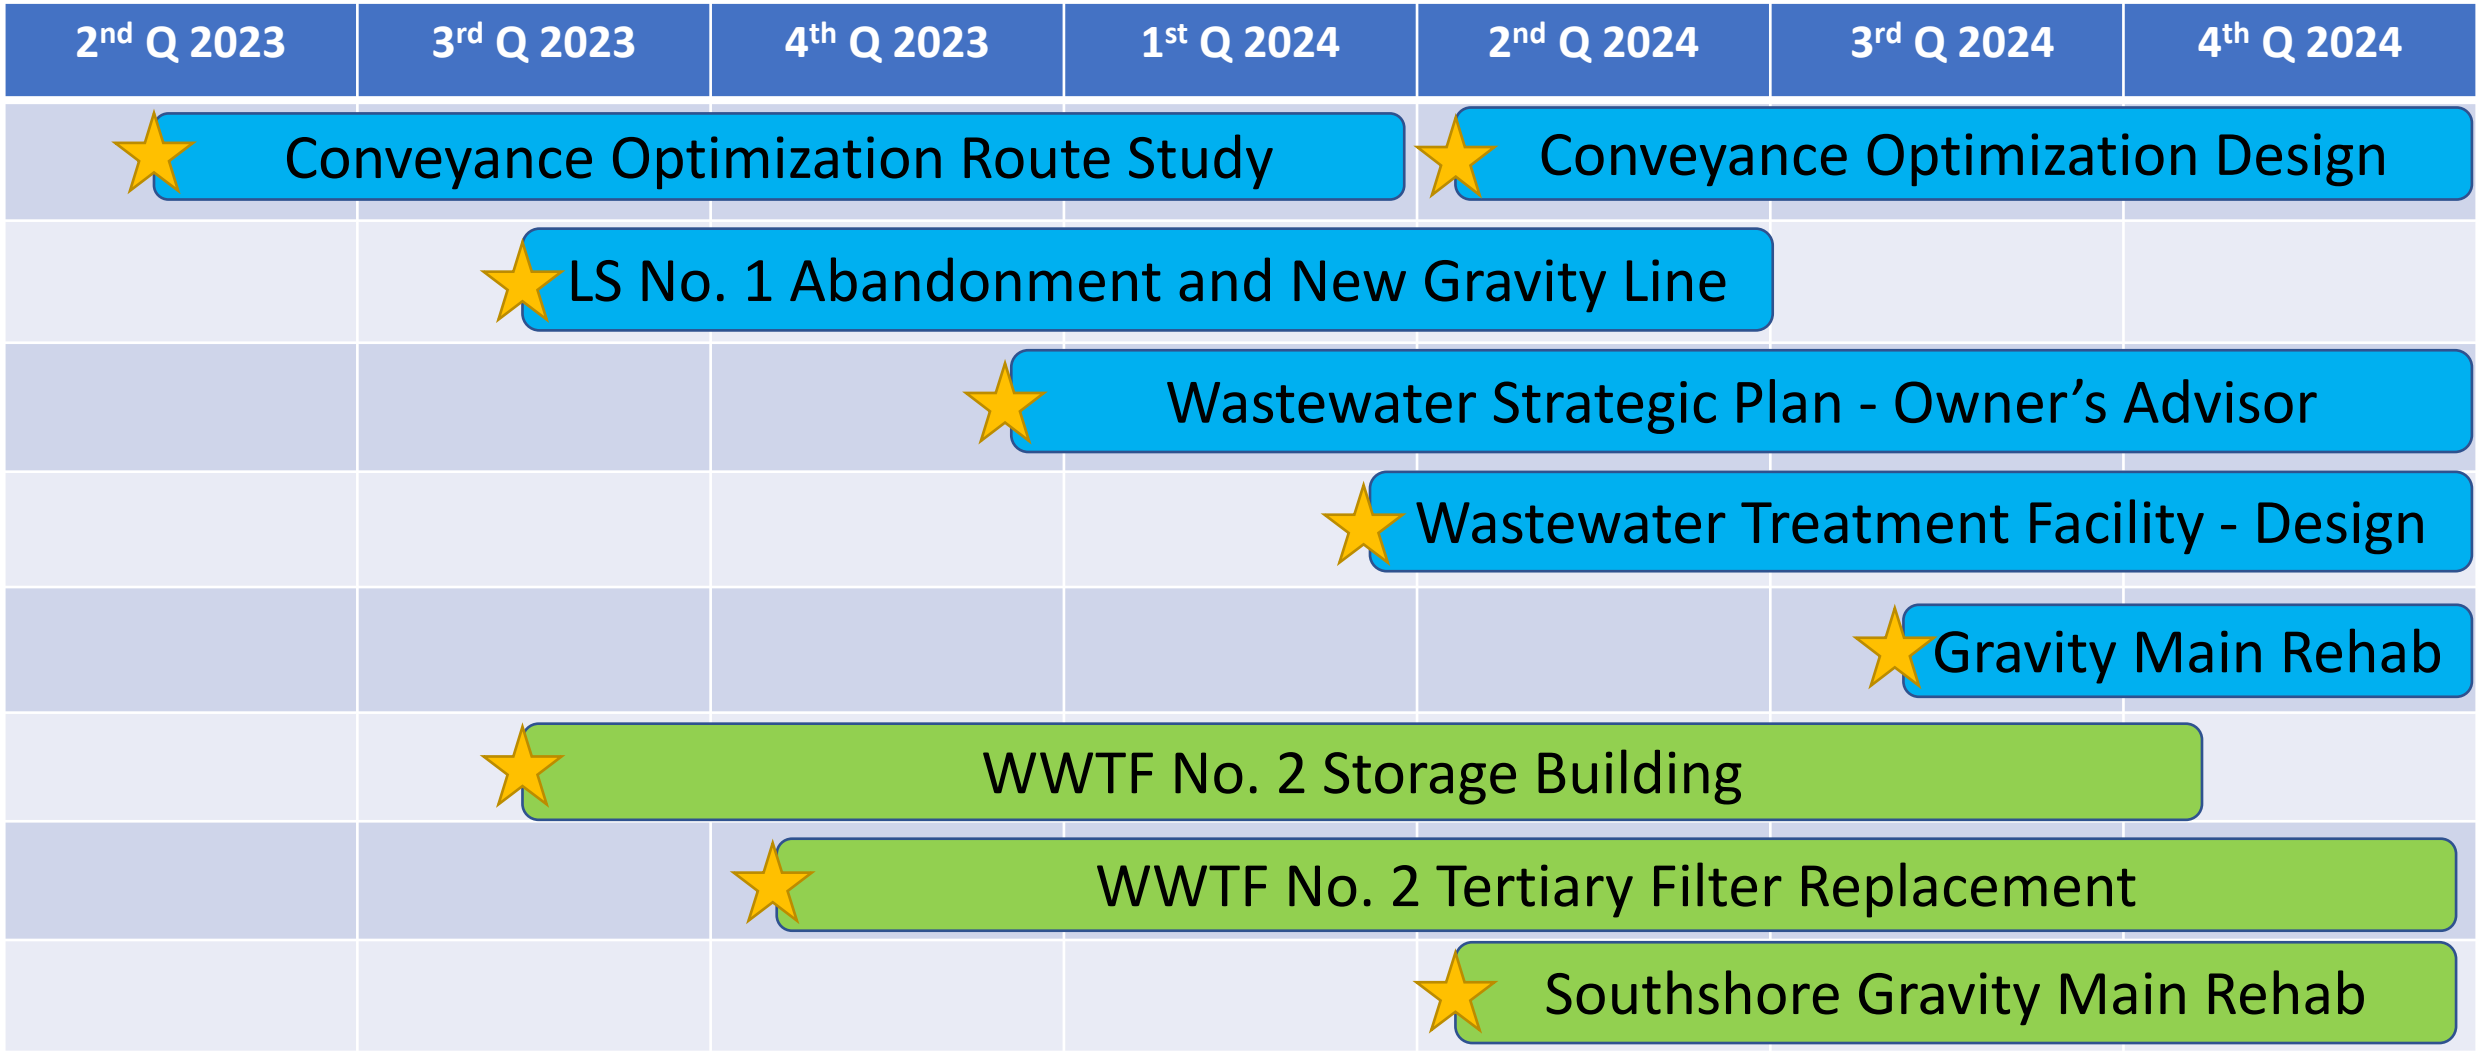 2nd Q 2023 3rd Q 2023 4th Q 2023 1st Q 2024 2nd Q 2024 3rd Q 2024 4th Q 2024
Conveyance Optimization Route Study Conveyance Optimization Design
LS No. 1 Abandonment and New Gravity Line
Wastewater Strategic Plan - Owner’s Advisor
Wastewater Treatment Facility - Design
Gravity Main Rehab
WWTF No. 2 Storage Building
WWTF No. 2 Tertiary Filter Replacement
Southshore Gravity Main Rehab